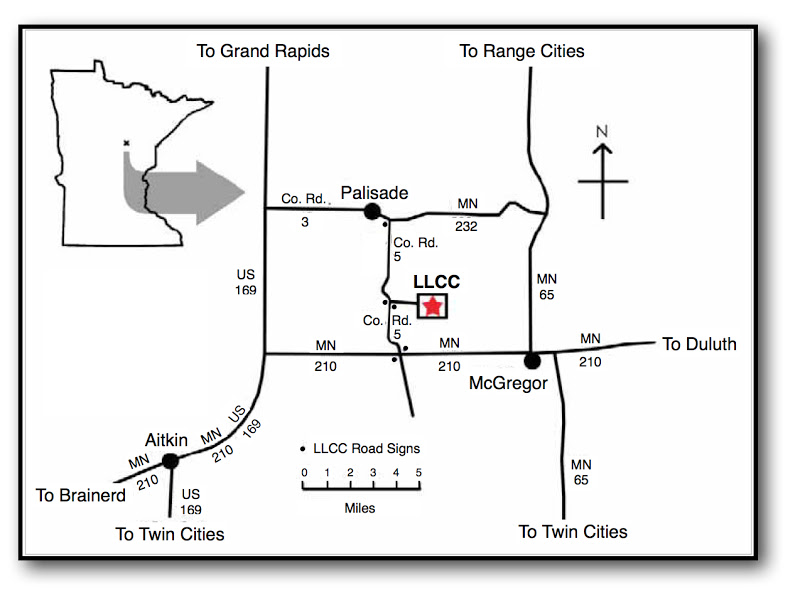 To Grand Rapids
To Range Cities
N
Co. Rd.
3
Palisade
MN
232
Co. Rd.
5
US
169
LLCC
MN
65
Co. Rd.
5
MN
210
MN
210
MN
210
To Duluth
McGregor
US
169
MN
210
Aitkin
MN
210
To Brainerd
US
169
To Twin Cities
LLCC Road Signs
0 1 2 3 4 5
Miles
MN
65
To Twin Cities